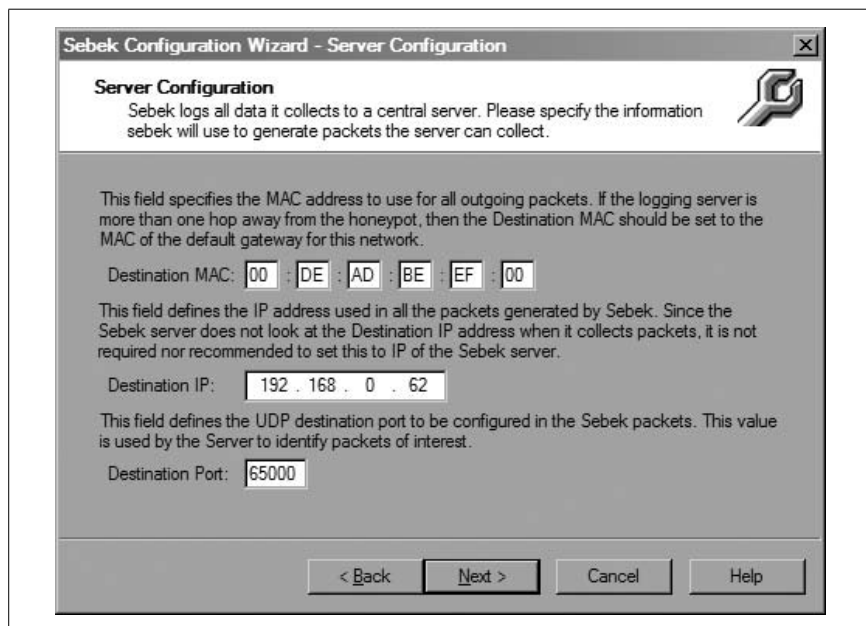 Sebek Configuration Wizard - Server Configuration
Server Configuration
Sebek logs all data it collects to a central server. Please specify the information
sebek will use to generate packets the server can collect.
This field specifies the MAC address to use for all outgoing packets. If the logging server is
more than one hop away from the honeypot, then the Destination MAC should be set to the
MAC of the default gateway for this network.
Destination MAC: 00 : DE : AD : BE : EF : 00
This field defines the IP address used in all the packets generated by Sebek. Since the
Sebek server does not look at the Destination IP address when it collects packets, it is not
required nor recommended to set this to IP of the Sebek server.
Destination IP: 192 . 168 . 0 . 62
This field defines the UDP destination port to be configured in the Sebek packets. This value
is used by the Server to identify packets of interest.
Destination Port: 65000
< Back Next > Cancel Help